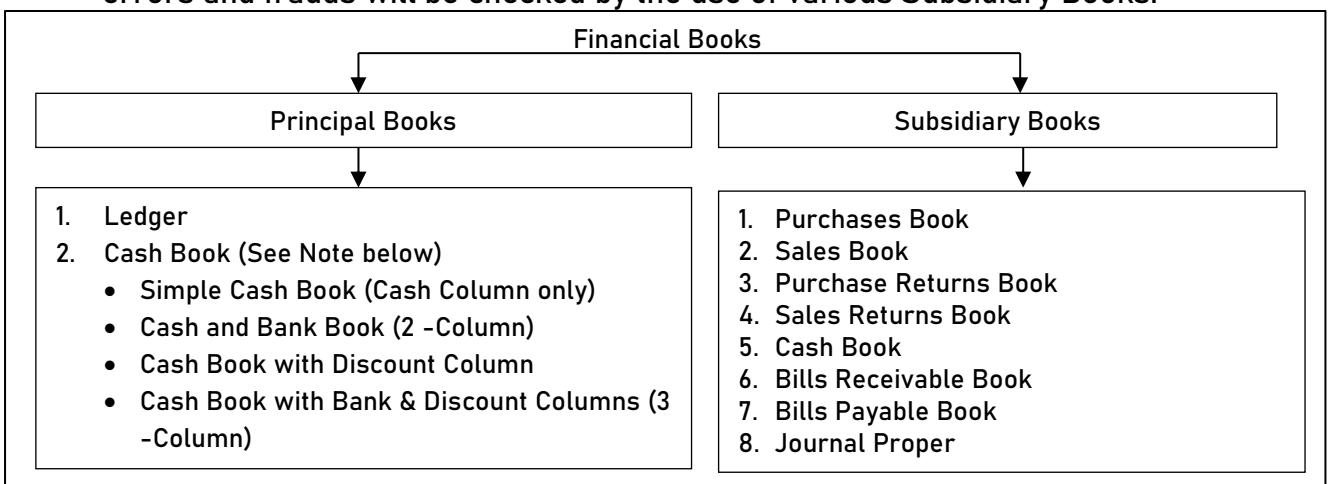 errors and frauds will be checked by the use of various Subsidiary Books.
Financial Books
Principal Books
Subsidiary Books
1. Ledger
2. Cash Book (See Note below)
• Simple Cash Book (Cash Column only)
• Cash and Bank Book (2 -Column)
• Cash Book with Discount Column
• Cash Book with Bank & Discount Columns (3
-Column)
1. Purchases Book
2. Sales Book
3. Purchase Returns Book
4. Sales Returns Book
5. Cash Book
6. Bills Receivable Book
7. Bills Payable Book
8. Journal Proper